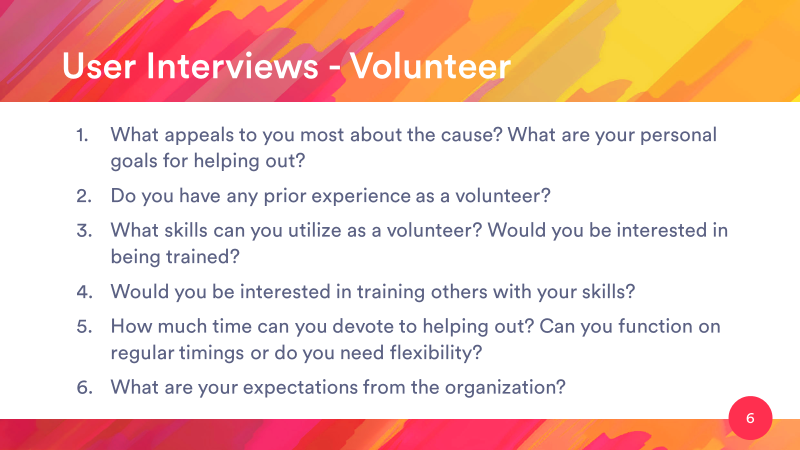 User Interviews - Volunteer
1. What appeals to you most about the cause? What are your personal
goals for helping out?
2. Do you have any prior experience as a volunteer?
3. What skills can you utilize as a volunteer? Would you be interested in
being trained?
4. Would you be interested in training others with your skills?
5. How much time can you devote to helping out? Can you function on
regular timings or do you need flexibility?
6. What are your expectations from the organization?
6